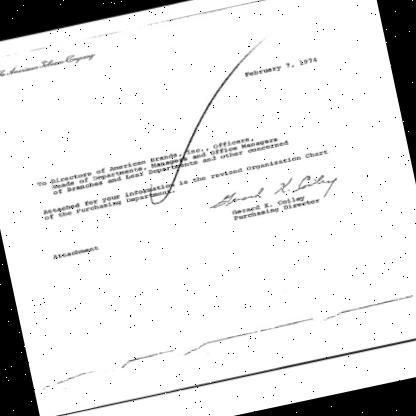 The American Tobacco Company
February 7, 1974
To Directors of American Brands, Inc., Officers,
Heads of Departments, Managers and Office Managers
of Branches and Leaf Departments and other concerned
Attached for your information is the revised Organization Chart
of the Purchasing Department.
Gerard K. Coiley
Gerard K. Coiley
Purchasing Director
Attachment